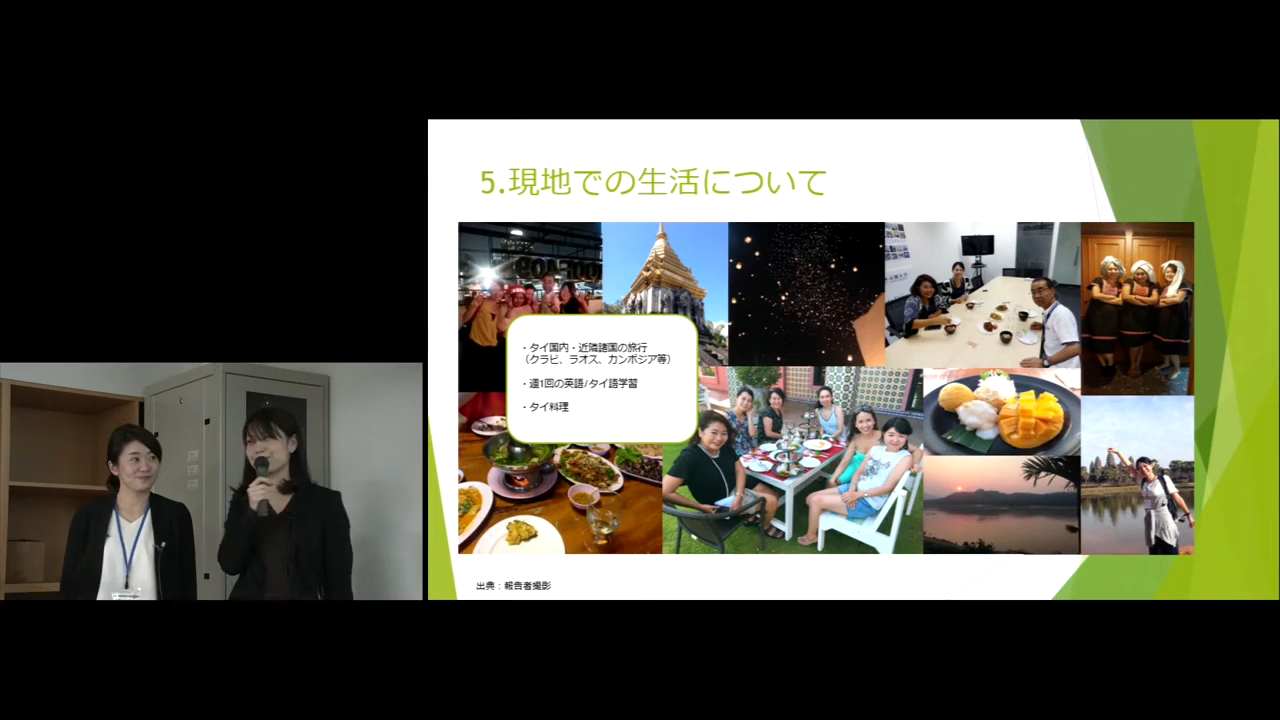 5.現地での生活について
・タイ国内・近隣諸国の旅行
（クラビ、ラオス、カンボジア等）
・週1回の英語/タイ語学習
・タイ料理
出典：報告者撮影